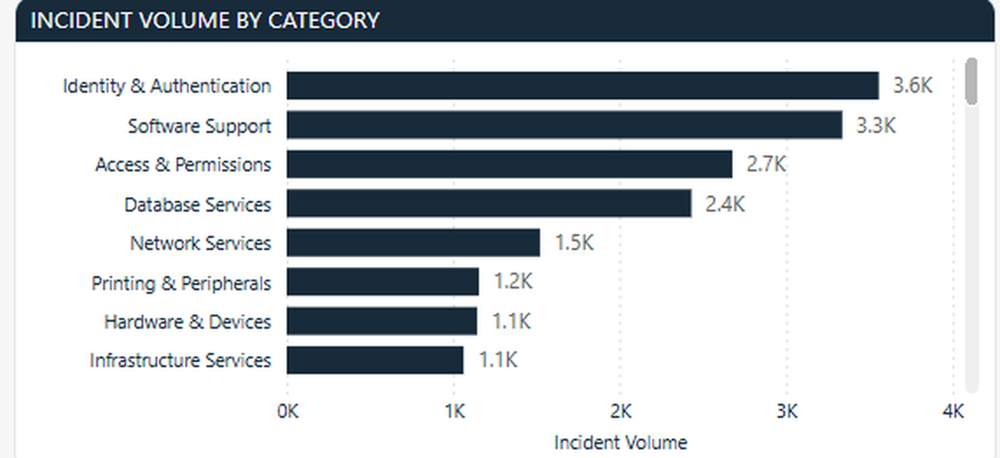 INCIDENT VOLUME BY CATEGORY
Identity & Authentication 3.6K
Software Support 3.3K
Access & Permissions 2.7K
Database Services 2.4K
Network Services 1.5K
Printing & Peripherals 1.2K
Hardware & Devices 1.1K
Infrastructure Services 1.1K
0K 1K 2K 3K 4K
Incident Volume